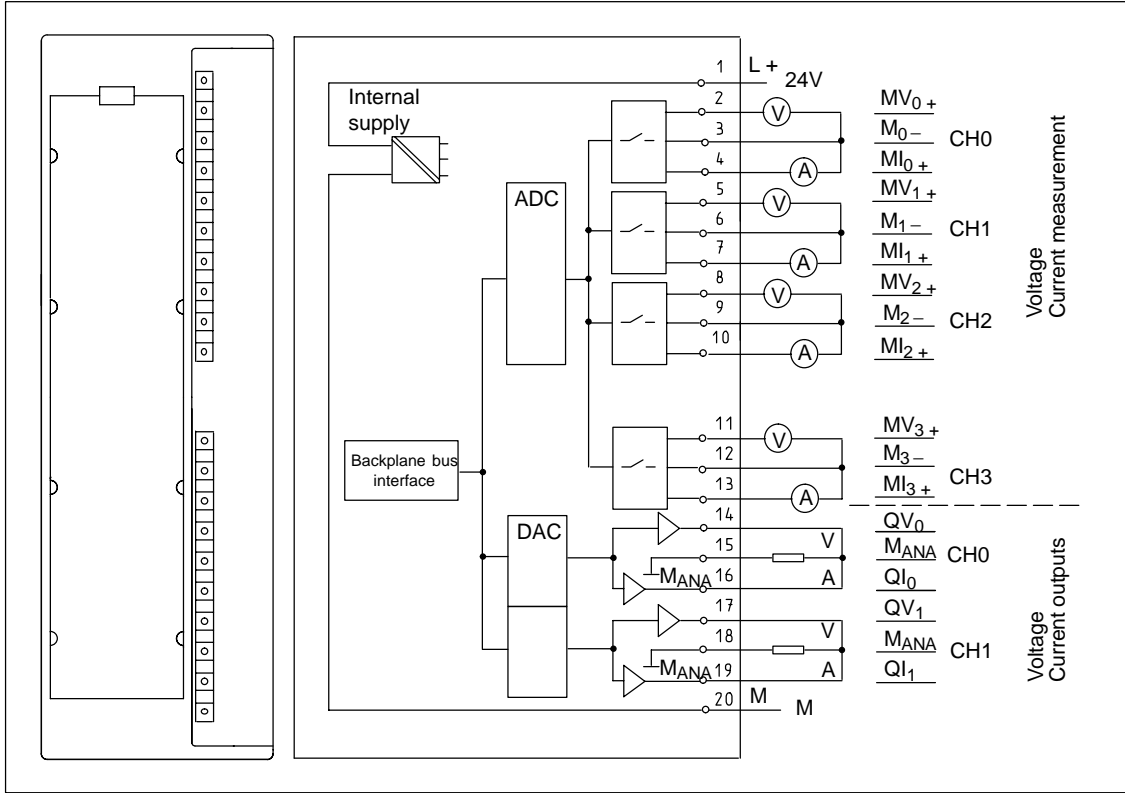 1 L +
24V
Internal
supply
2 V MV0 +
3 M0 – CH0
4 A MI0 +
5 V MV1 +
ADC
6 M1 – CH1
7 A MI1 +
8 V MV2 +
9 M2 – CH2
10 A MI2 +
Voltage
Current measurement
11 V MV3 +
12 M3 – CH3
13 A MI3 +
Backplane bus
interface
DAC
14 QV0
15 V MANA CH0
MANA 16 A QI0
17 QV1
18 V MANA CH1
MANA 19 A QI1
20 M
M
Voltage
Current outputs